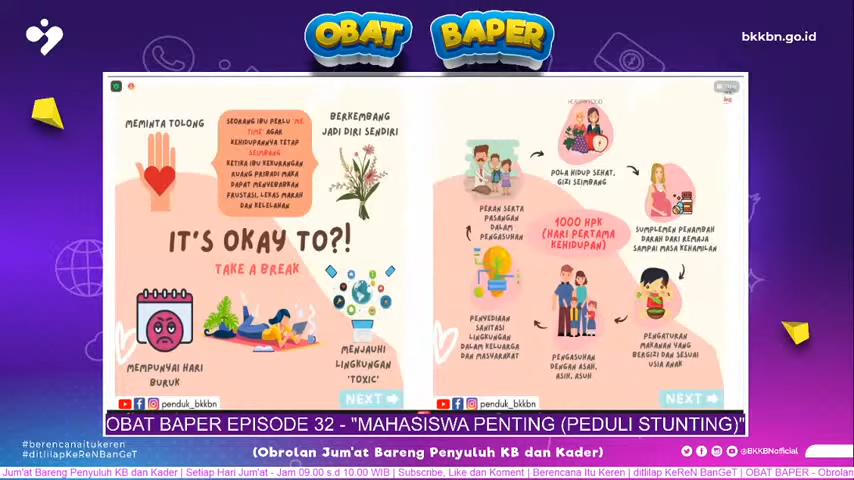 OBAT BAPER
bkkbn.go.id
MEMINTA TOLONG
SEORANG IBU PERLU 'ME
TIME' AGAR
KEHIDUPANNYA TETAP
SEIMBANG
KETIKA IBU KEKURANGAN
RUANG PRIBADI MAKA
DAPAT MENYEBABKAN
FRUSTASI, LEKAS MARAH
DAN KELELAHAN
BERKEMBANG
JADI DIRI SENDIRI
IT'S OKAY TO?!
TAKE A BREAK
MEMPUNYAI HARI
BURUK
MENJAUHI
LINGKUNGAN
'TOXIC'
NEXT
penduk_bkkbn
POLA HIDUP SEHAT,
GIZI SEIMBANG
SUMPLEMEN PENAMBAH
DARAH DARI REMAJA
SAMPAI MASA KEHAMILAN
1000 HPK
(HARI PERTAMA
KEHIDUPAN)
PERAN SERTA
PASANGAN
DALAM
PENGASUHAN
PENYEDIAAN
SANITASI
LINGKUNGAN
DALAM KELUARGA
DAN MASYARAKAT
PENGASUHAN
DENGAN ASAH,
ASIH, ASUH
PENGATURAN
MAKANAN YANG
BERGIZI DAN SESUAI
USIA ANAK
NEXT
penduk_bkkbn
OBAT BAPER EPISODE 32 - "MAHASISWA PENTING (PEDULI STUNTING)"
#berencanaitukeren
#ditlilapKeReNBanGeT
(Obrolan Jum'at Bareng Penyuluh KB dan Kader)
@BKKBNofficial
Jum'at Bareng Penyuluh KB dan Kader | Setiap Hari Jum'at - Jam 09.00 s.d 10.00 WIB | Subscribe, Like dan Koment | Berencana Itu Keren | ditlilap KeReN BanGeT | OBAT BAPER - Obrolan